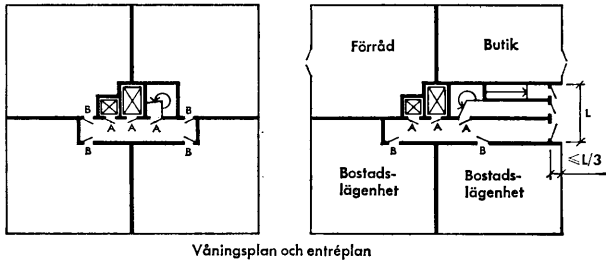 Förråd
Butik
B
B
A
A
A
B
B
A
A
A
B
B
L
≤L/3
Bostads-
lägenhet
Bostads-
lägenhet
Våningsplan och entréplan